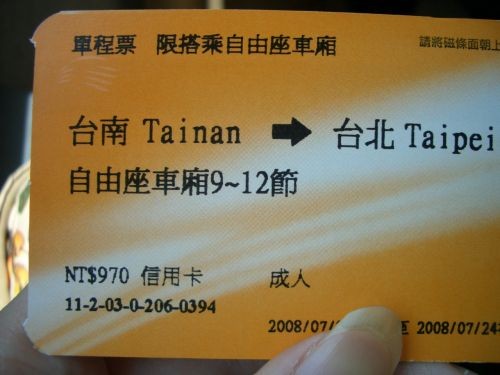 單程票 限搭乘自由座車廂 請將磁條面朝上
台南 Tainan ➡ 台北 Taipei
自由座車廂9~12節
NT$970 信用卡 成人
11-2-03-0-206-0394
2008/07/ 至 2008/07/24